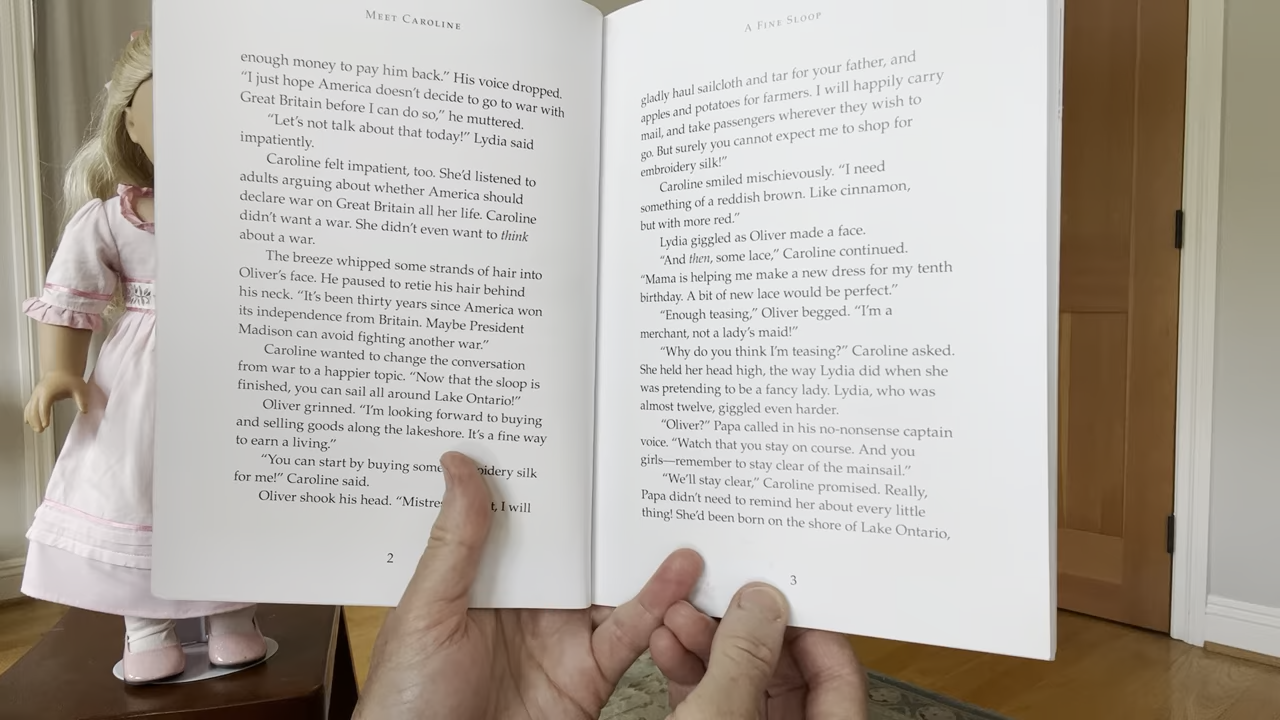 MEET CAROLINE
enough money to pay him back.” His voice dropped.
“I just hope America doesn’t decide to go to war with
Great Britain before I can do so,” he muttered.
“Let’s not talk about that today!” Lydia said
impatiently.
Caroline felt impatient, too. She’d listened to
adults arguing about whether America should
declare war on Great Britain all her life. Caroline
didn’t want a war. She didn’t even want to think
about a war.
The breeze whipped some strands of hair into
Oliver’s face. He paused to retie his hair behind
his neck. “It’s been thirty years since America won
its independence from Britain. Maybe President
Madison can avoid fighting another war.”
Caroline wanted to change the conversation
from war to a happier topic. “Now that the sloop is
finished, you can sail all around Lake Ontario!”
Oliver grinned. “I’m looking forward to buying
and selling goods along the lakeshore. It’s a fine way
to earn a living.”
“You can start by buying some silk
for me!” Caroline said.
Oliver shook his head. “ I will
2
A FINE SLOOP
gladly haul sailcloth and tar for your father, and
apples and potatoes for farmers. I will happily carry
mail, and take passengers wherever they wish to
go. But surely you cannot expect me to shop for
embroidery silk!”
Caroline smiled mischievously. “I need
something of a reddish brown. Like cinnamon,
but with more red.”
Lydia giggled as Oliver made a face.
“And then, some lace,” Caroline continued.
“Mama is helping me make a new dress for my tenth
birthday. A bit of new lace would be perfect.”
“Enough teasing,” Oliver begged. “I’m a
merchant, not a lady’s maid!”
“Why do you think I’m teasing?” Caroline asked.
She held her head high, the way Lydia did when she
was pretending to be a fancy lady. Lydia, who was
almost twelve, giggled even harder.
“Oliver?” Papa called in his no-nonsense captain
voice. “Watch that you stay on course. And you
girls—remember to stay clear of the mainsail.”
“We’ll stay clear,” Caroline promised. Really,
Papa didn’t need to remind her about every little
thing! She’d been born on the shore of Lake Ontario,
3